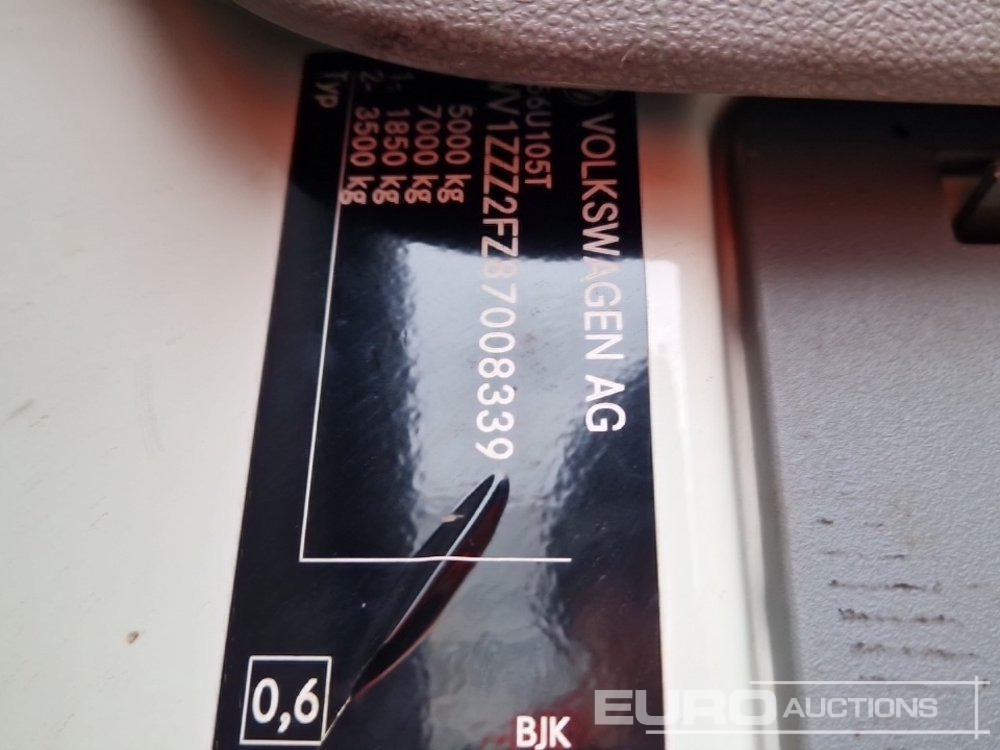 VOLKSWAGEN AG
56U105T
WV1ZZZ2FZ87008339
5000 kg
7000 kg
1- 1850 kg
2- 3500 kg
Typ
0,6
BJK
EURO AUCTIONS